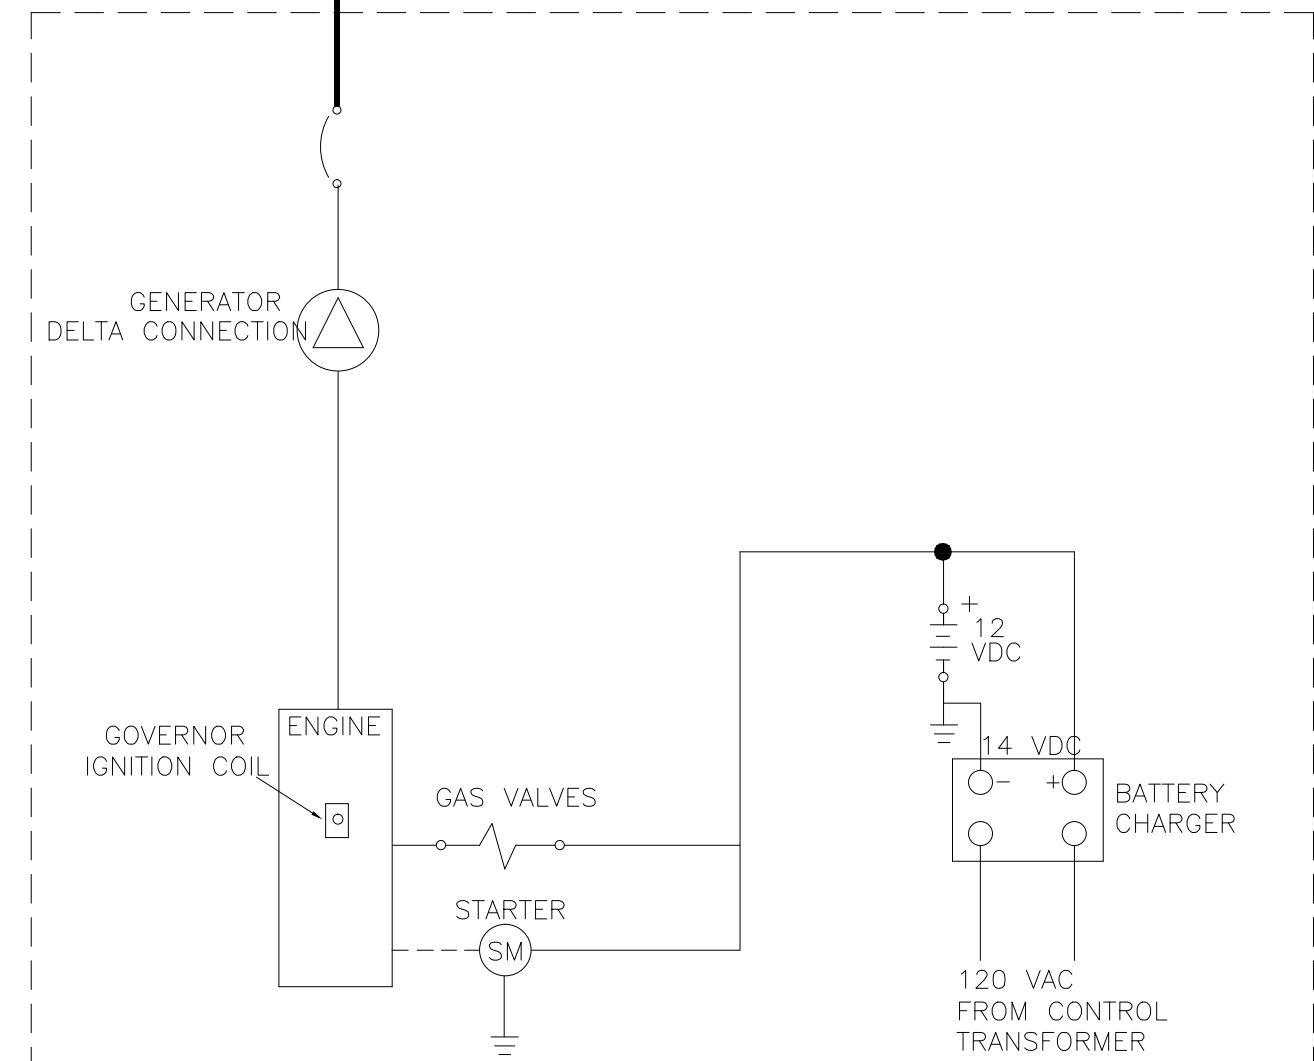 GENERATOR
DELTA CONNECTION
+
12
VDC
ENGINE
GOVERNOR
IGNITION COIL
14 VDC
- +
BATTERY
CHARGER
GAS VALVES
STARTER
SM
120 VAC
FROM CONTROL
TRANSFORMER